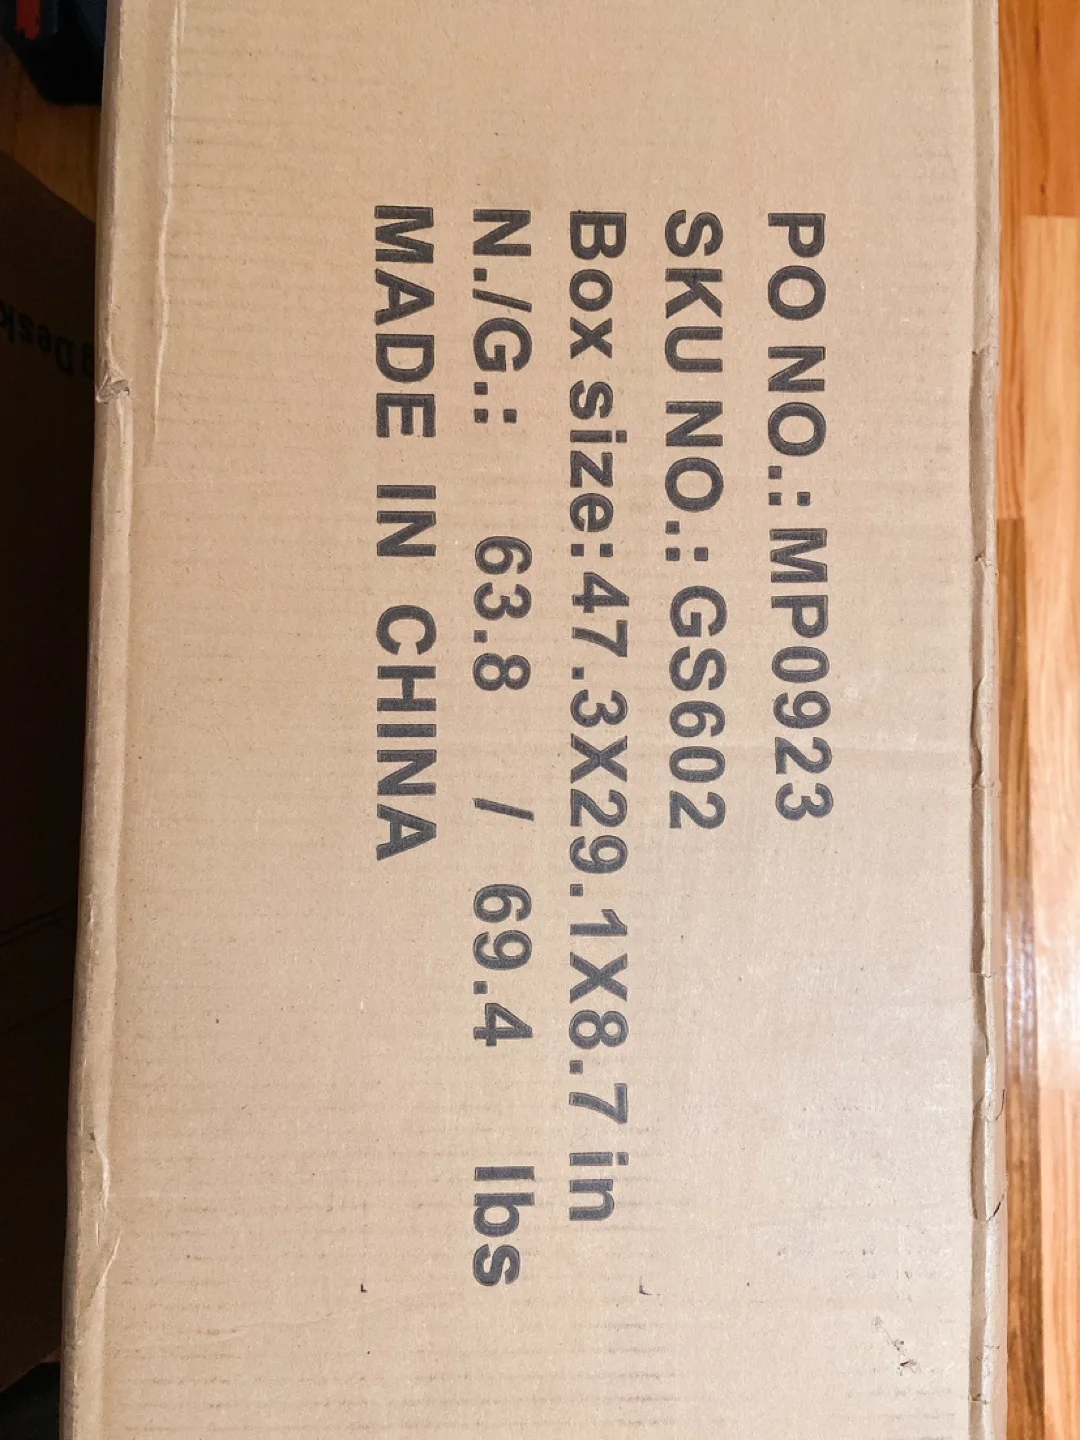 PO NO.: MP0923
SKU NO.: GS602
Box size: 47.3X29.1X8.7 in
N./G.: 63.8 / 69.4 lbs
MADE IN CHINA
Desk